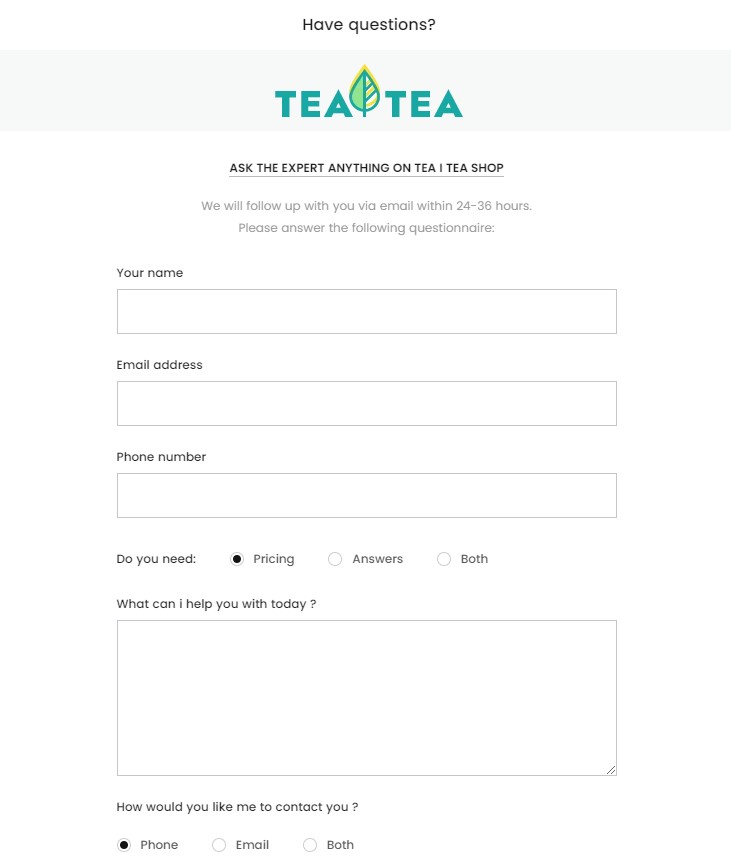 Have questions?
TEA TEA
ASK THE EXPERT ANYTHING ON TEA I TEA SHOP
We will follow up with you via email within 24-36 hours.
Please answer the following questionnaire:
Your name
Email address
Phone number
Do you need: Pricing Answers Both
What can i help you with today ?
How would you like me to contact you ?
Phone Email Both